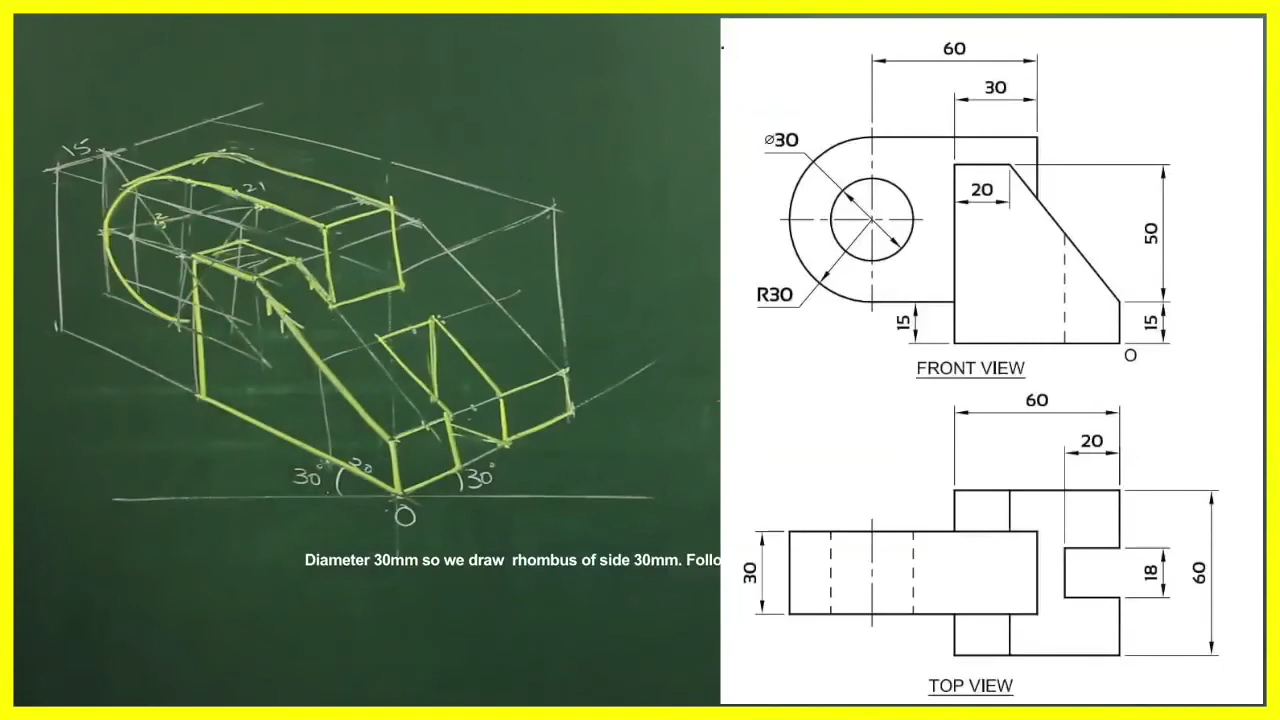 15
21
30°
30°
O
Diameter 30mm so we draw rhombus of side 30mm. Follo
60
30
⌀30
20
50
R30
15
15
O
FRONT VIEW
60
20
30
18
60
TOP VIEW